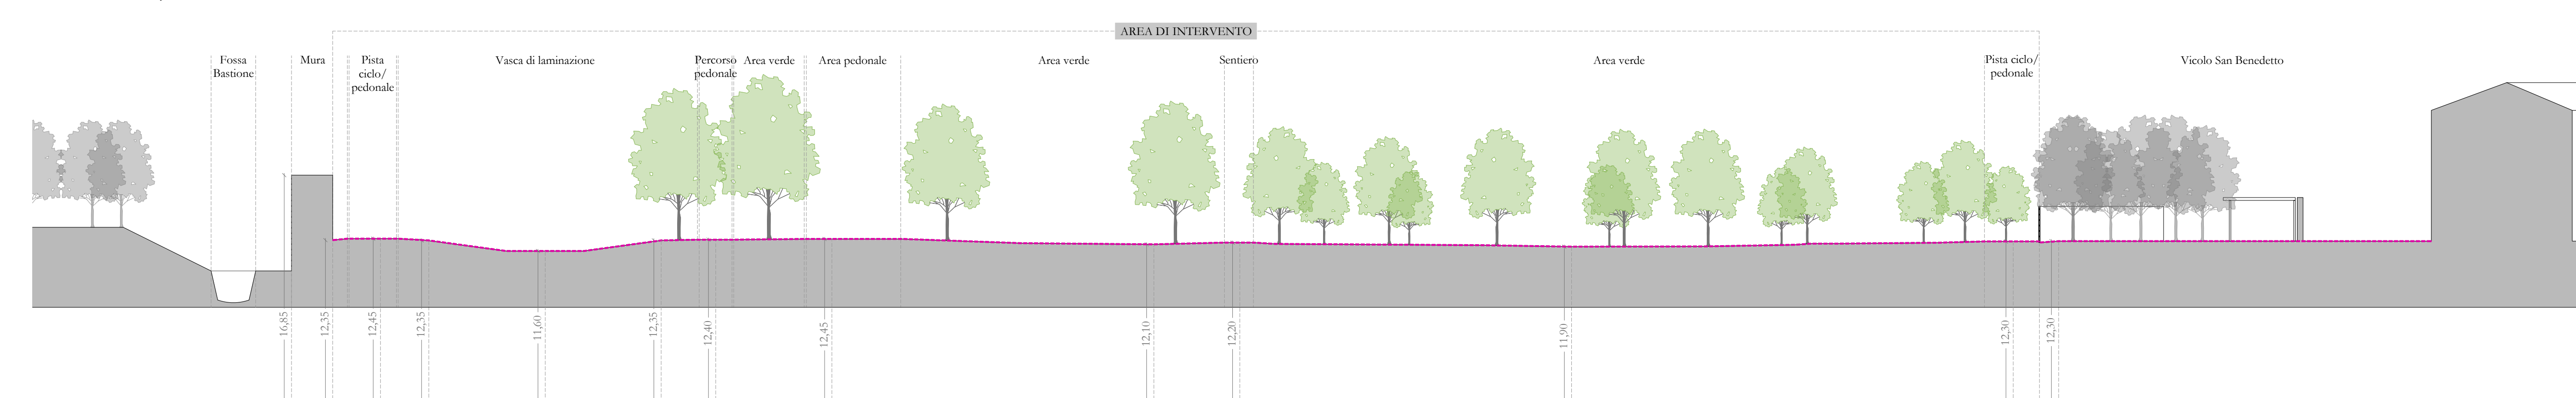 AREA DI INTERVENTO
Fossa
Bastione
Mura
Pista
ciclo/
pedonale
Vasca di laminazione
Percorso
pedonale
Area verde
Area pedonale
Area verde
Sentiero
Area verde
Pista ciclo/
pedonale
Vicolo San Benedetto
16,85
12,35
12,45
12,35
11,60
12,35
12,40
12,45
12,10
12,20
11,90
12,30
12,30